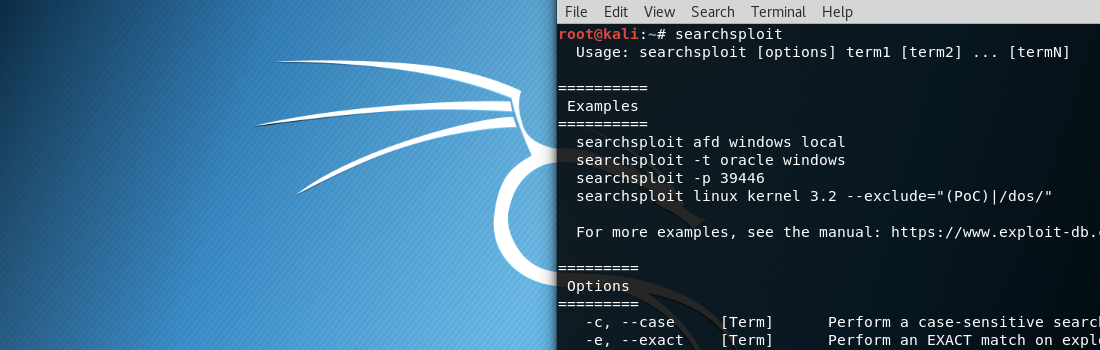 File Edit View Search Terminal Help
root@kali:~# searchsploit
Usage: searchsploit [options] term1 [term2] ... [termN]
==========
Examples
==========
searchsploit afd windows local
searchsploit -t oracle windows
searchsploit -p 39446
searchsploit linux kernel 3.2 --exclude="(PoC)|/dos/"
For more examples, see the manual: https://www.exploit-db.
=========
Options
=========
-c, --case [Term] Perform a case-sensitive search
-e, --exact [Term] Perform an EXACT match on explo